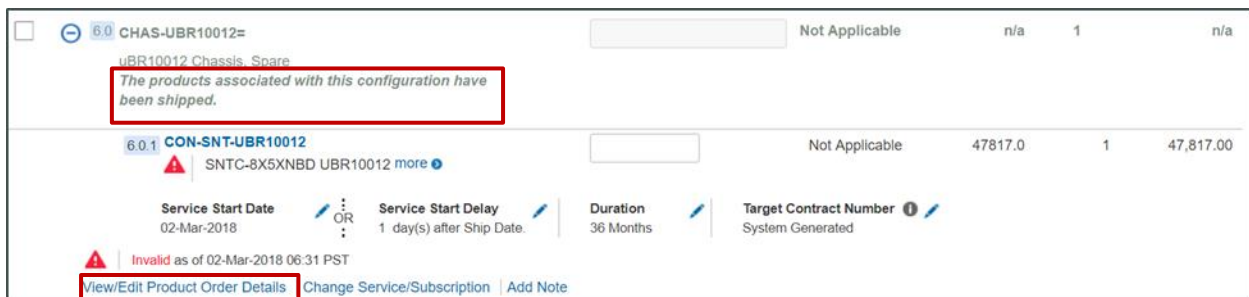 6.0 CHAS-UBR10012= Not Applicable n/a 1 n/a
uBR10012 Chassis, Spare
The products associated with this configuration have
been shipped.
6.0.1 CON-SNT-UBR10012 Not Applicable 47817.0 1 47,817.00
SNTC-8X5XNBD UBR10012 more
Service Start Date OR Service Start Delay Duration Target Contract Number
02-Mar-2018 1 day(s) after Ship Date. 36 Months System Generated
Invalid as of 02-Mar-2018 06:31 PST
View/Edit Product Order Details Change Service/Subscription Add Note